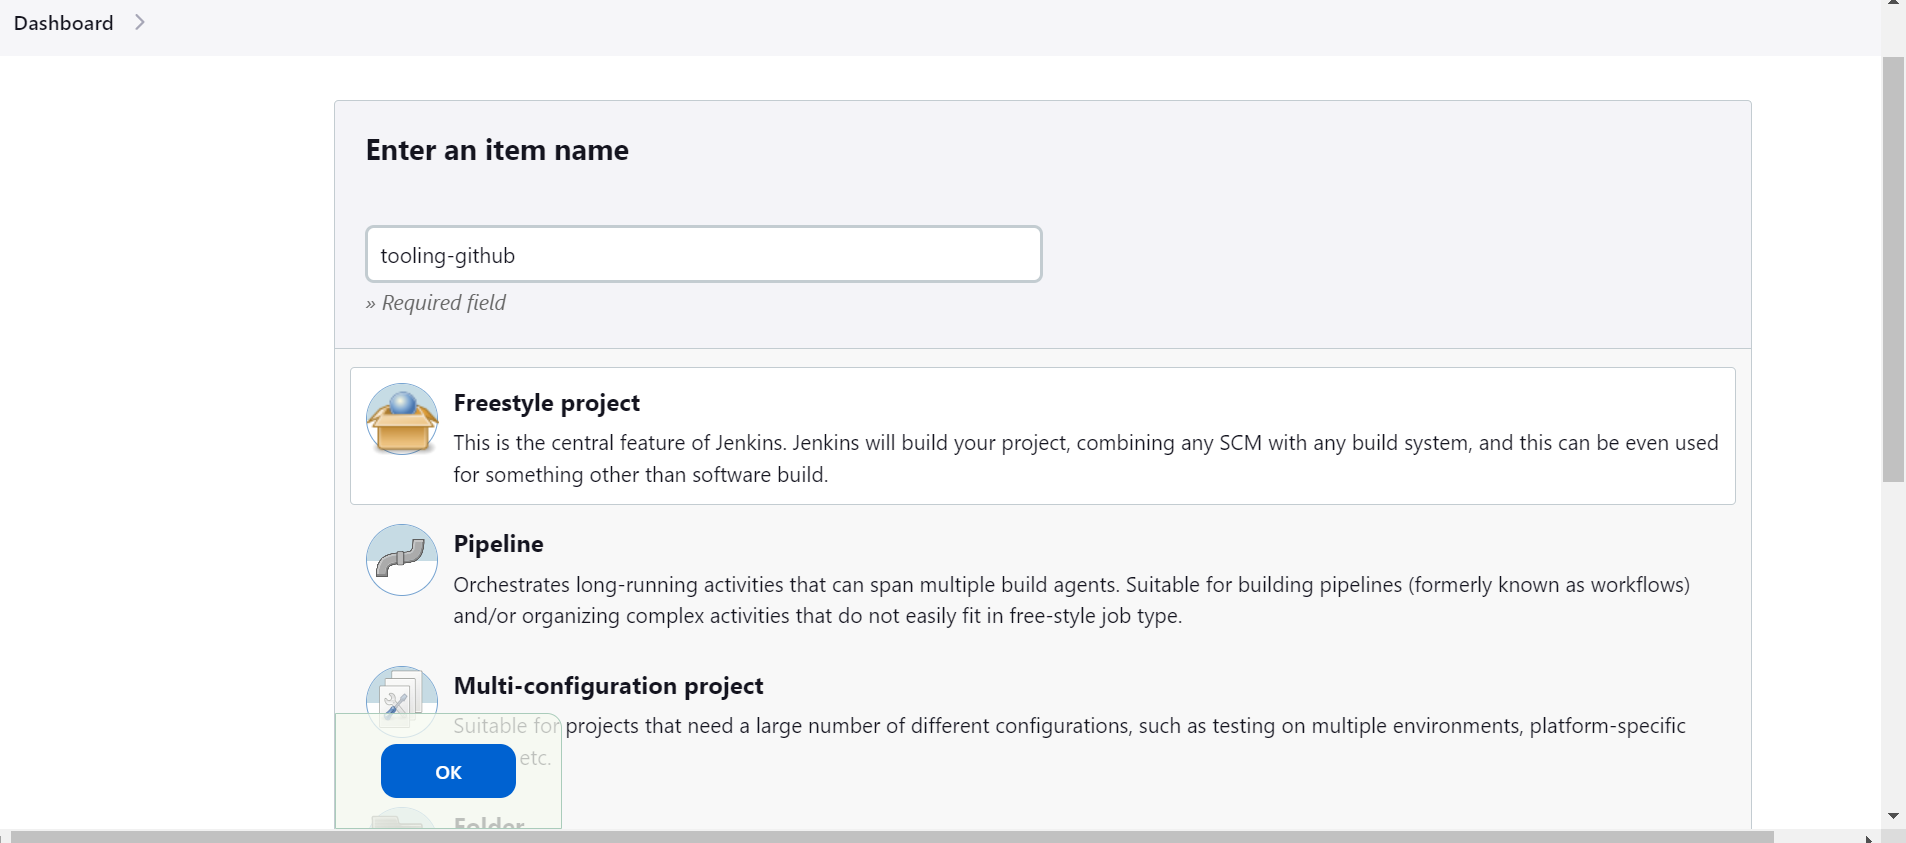 Dashboard
Enter an item name
tooling-github
» Required field
Freestyle project
This is the central feature of Jenkins. Jenkins will build your project, combining any SCM with any build system, and this can be even used
for something other than software build.
Pipeline
Orchestrates long-running activities that can span multiple build agents. Suitable for building pipelines (formerly known as workflows)
and/or organizing complex activities that do not easily fit in free-style job type.
Multi-configuration project
Suitable for projects that need a large number of different configurations, such as testing on multiple environments, platform-specific
etc.
OK
Folder